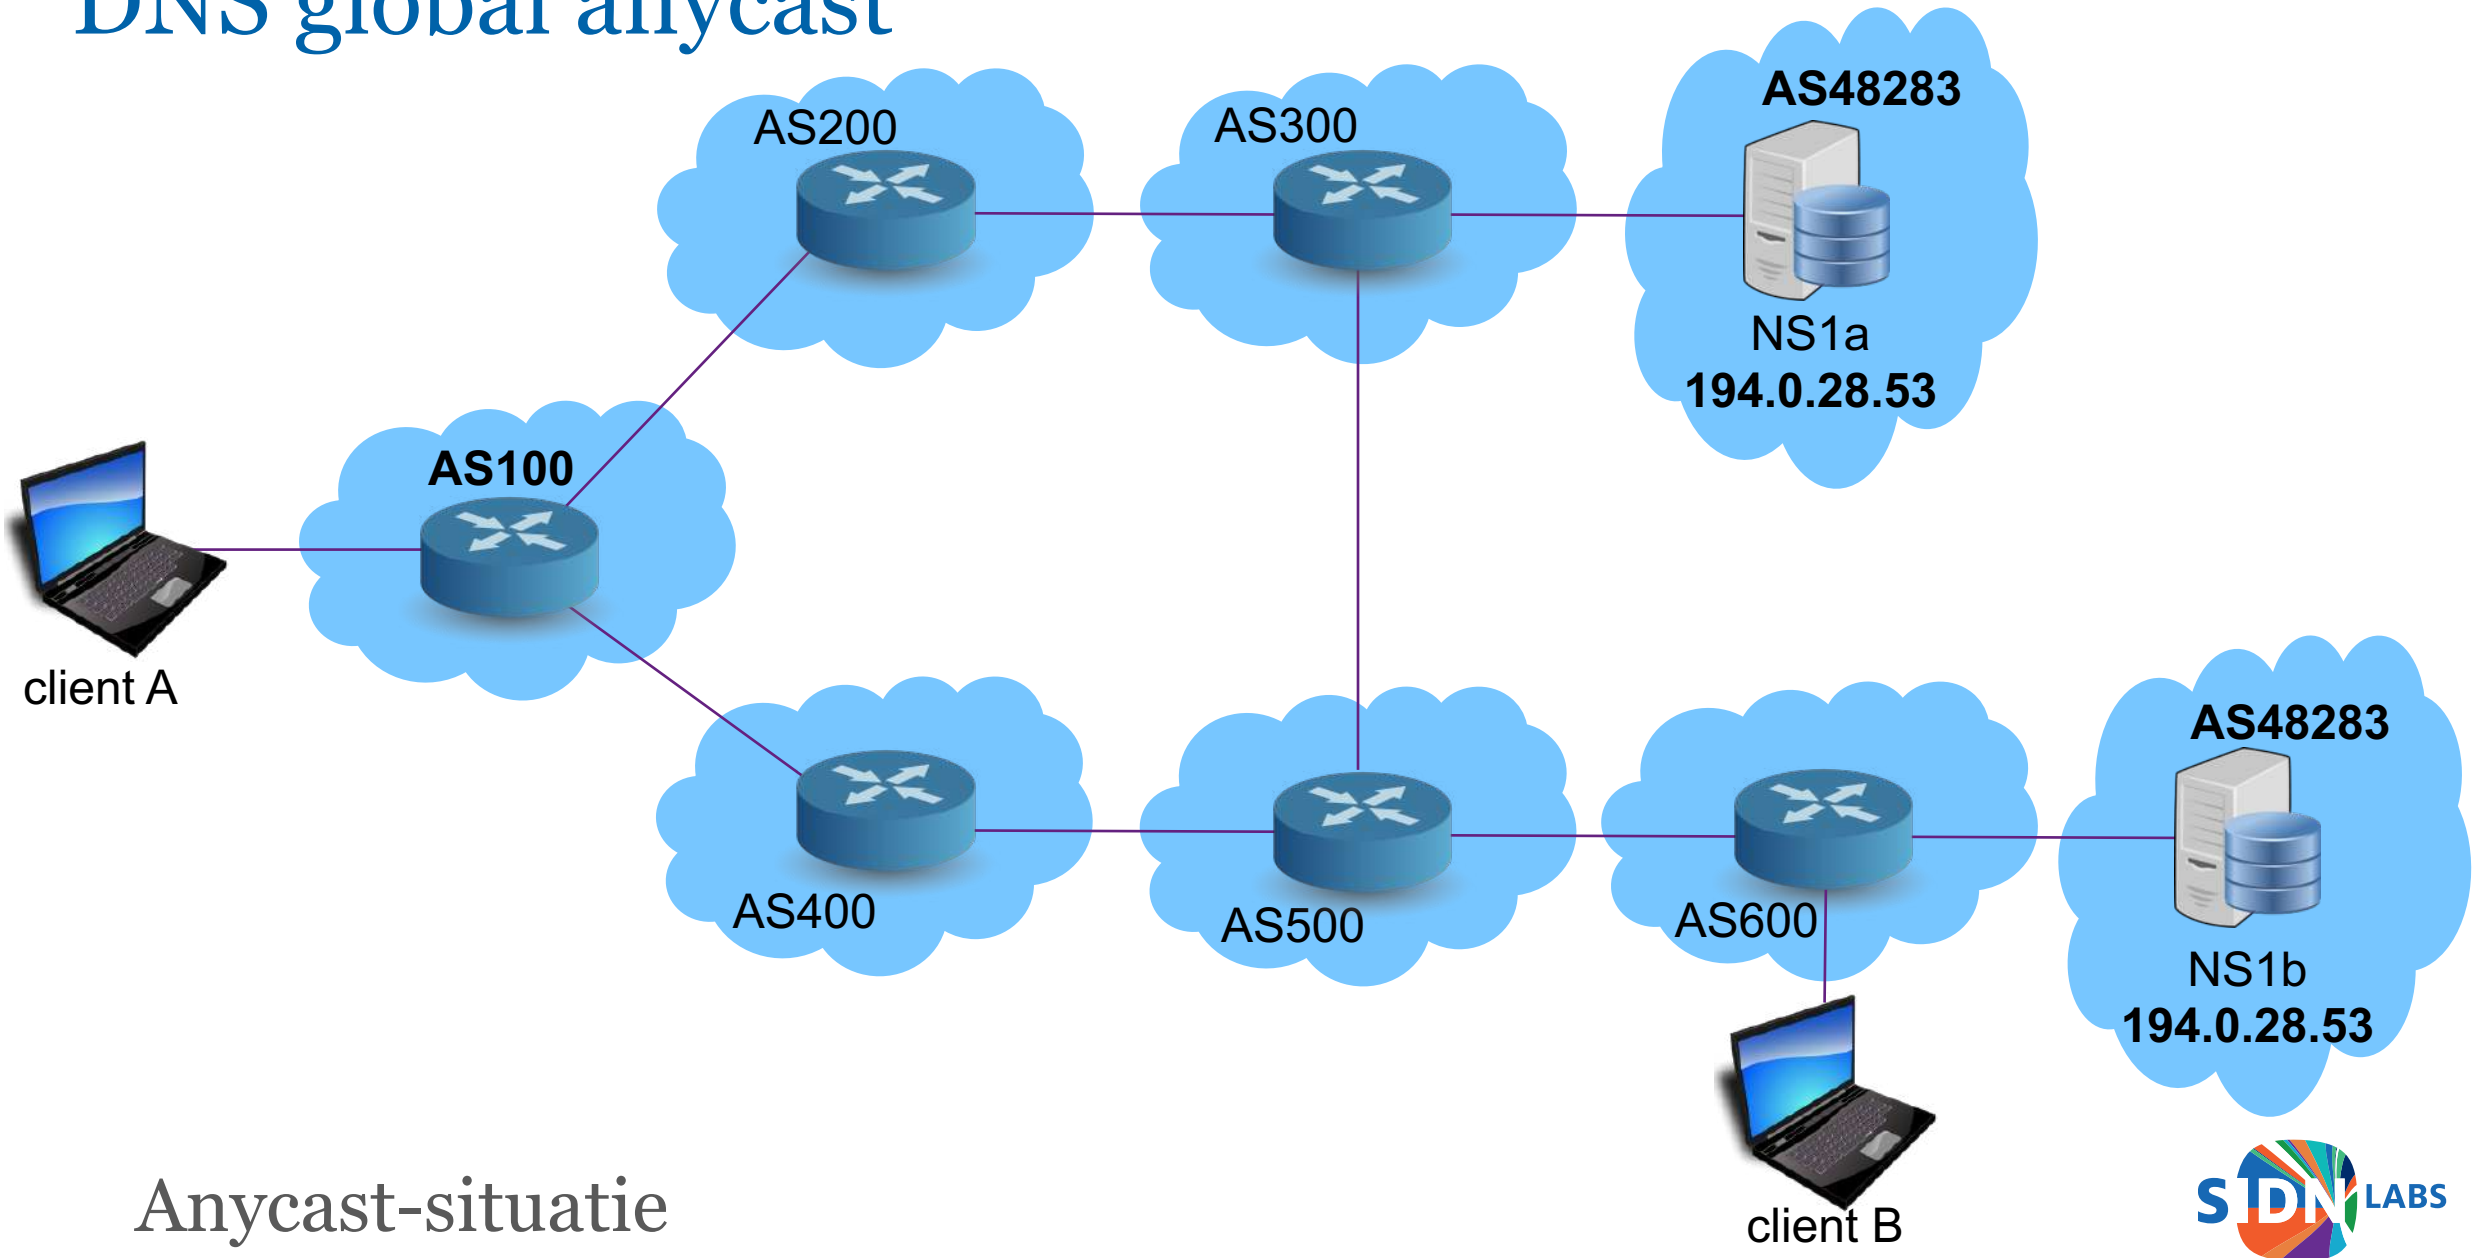 DNS global anycast
AS200
AS300
AS48283
NS1a
194.0.28.53
AS100
client A
AS400
AS500
AS600
AS48283
NS1b
194.0.28.53
client B
Anycast-situatie
SIDN LABS